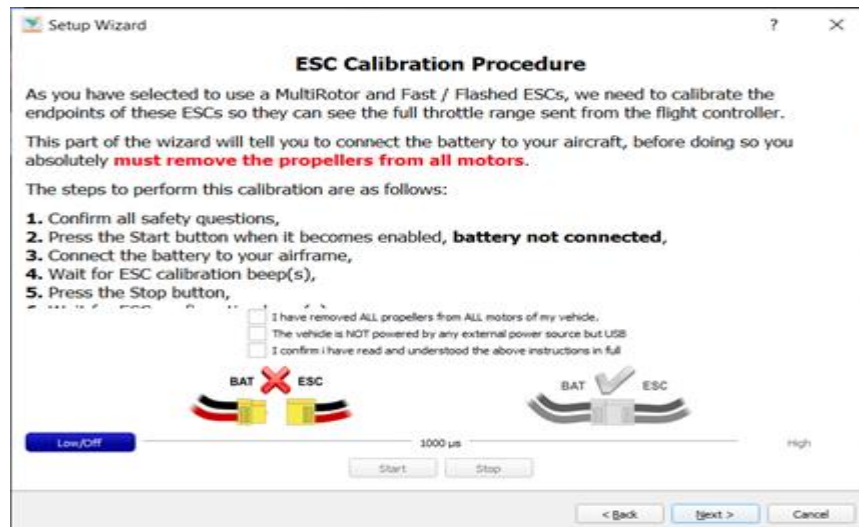 Setup Wizard
ESC Calibration Procedure
As you have selected to use a MultiRotor and Fast / Flashed ESCs, we need to calibrate the
endpoints of these ESCs so they can see the full throttle range sent from the flight controller.
This part of the wizard will tell you to connect the battery to your aircraft, before doing so you
absolutely must remove the propellers from all motors.
The steps to perform this calibration are as follows:
1. Confirm all safety questions,
2. Press the Start button when it becomes enabled, battery not connected,
3. Connect the battery to your airframe,
4. Wait for ESC calibration beep(s),
5. Press the Stop button,
I have removed ALL propellers from ALL motors of my vehicle.
The vehicle is NOT powered by any external power source but USB
I confirm i have read and understood the above instructions in full
BAT ESC BAT ESC
Low/Off 1000 µs High
Start Stop
< Back Next > Cancel